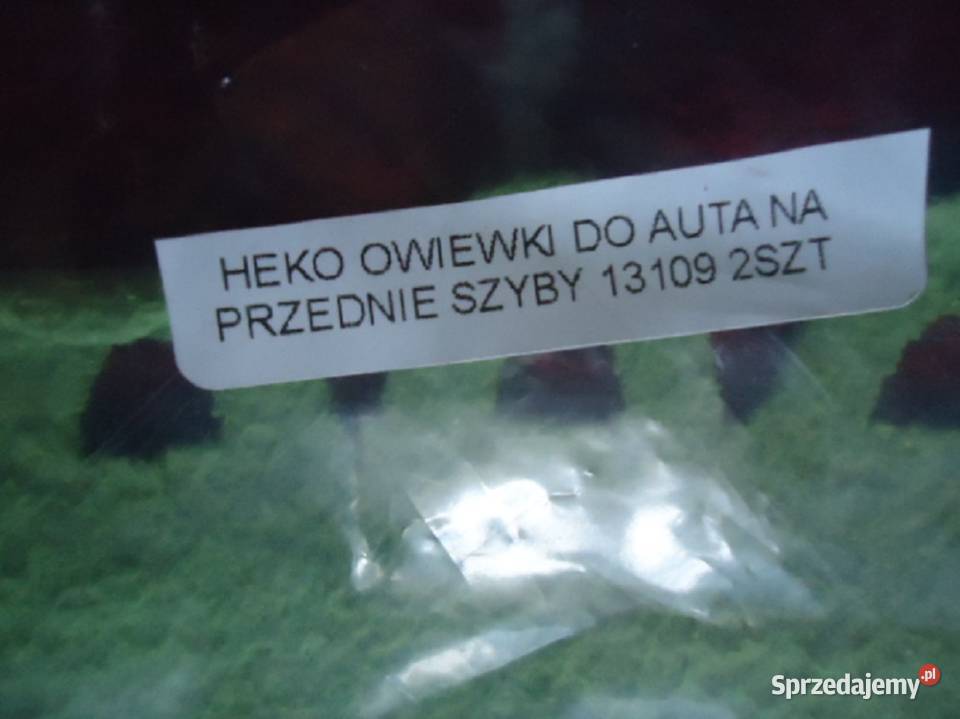 HEKO OWIEWKI DO AUTA NA
PRZEDNIE SZYBY 13109 2SZT
Sprzedajemy.pl